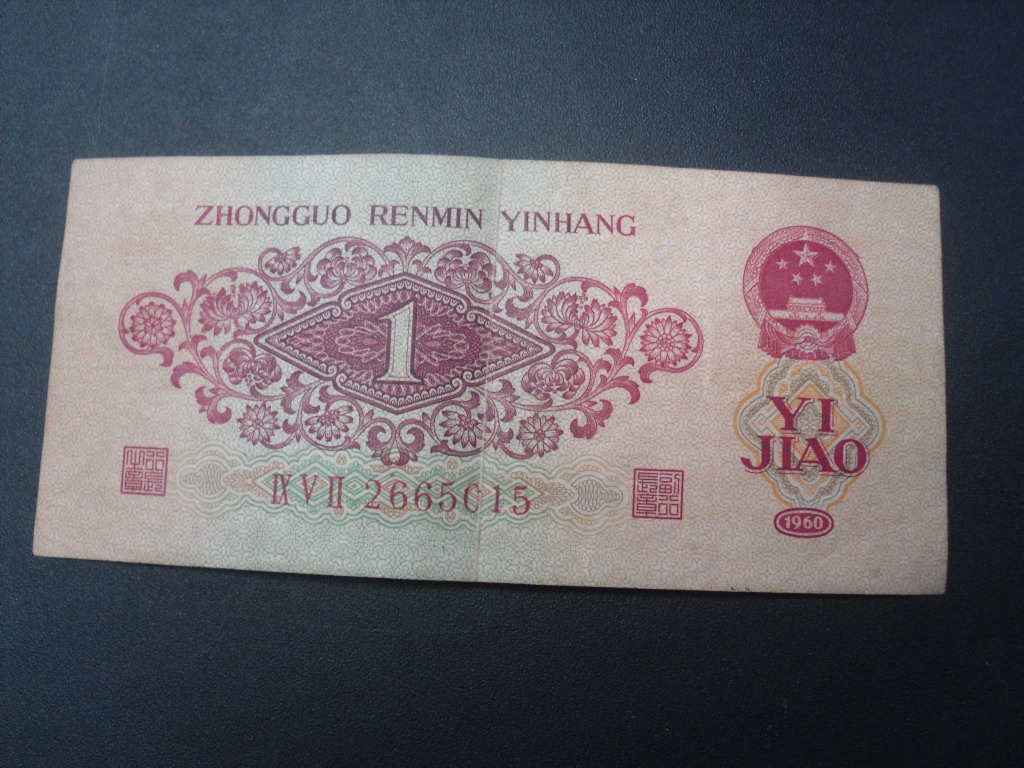 ZHONGGUO RENMIN YINHANG
1
YI
JIAO
IX V II 2665015
1960